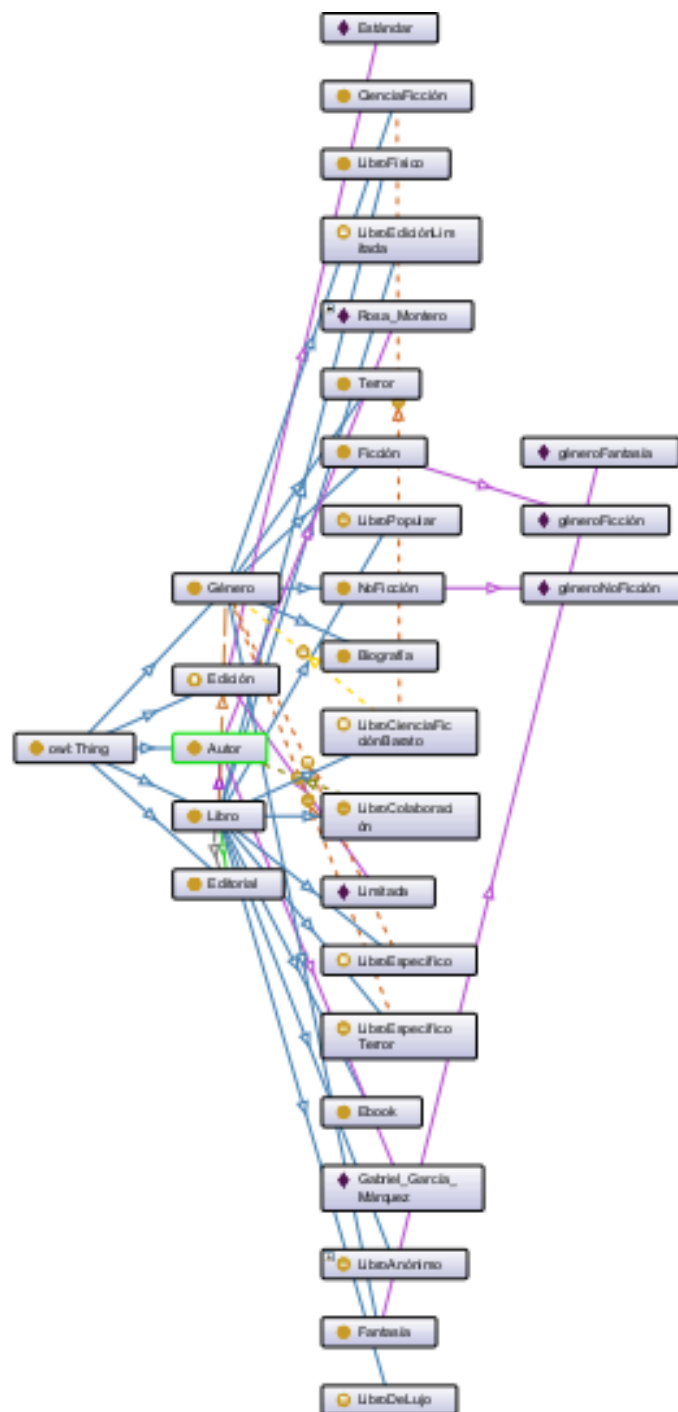 Estándar
CienciaFicción
LibroFísico
LibroEdiciónLim
itada
Rosa_Montero
Terror
Ficción
géneroFantasía
LibroPopular
géneroFicción
Género
NoFicción
géneroNoFicción
Biografía
Edición
LibroCienciaFic
ciónBarato
owl:Thing
Autor
Libro
LibroColaboraci
ón
Editorial
Limitada
LibroEspecífico
LibroEspecífico
Terror
Ebook
Gabriel_García_
Márquez
LibroAnónimo
Fantasía
LibroDeLujo